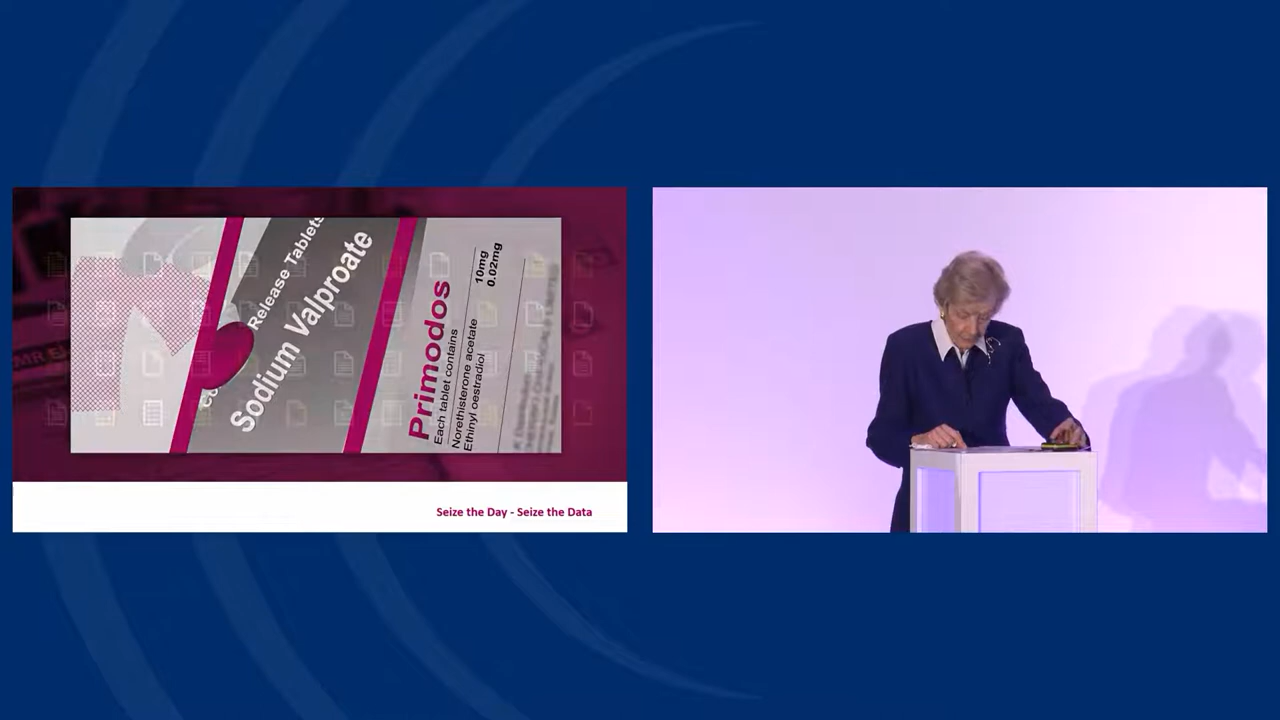 Release Tablets
Sodium Valproate
Primodos
Each tablet contains
Norethisterone acetate 10mg
Ethinyl oestradiol 0.02mg
Seize the Day - Seize the Data